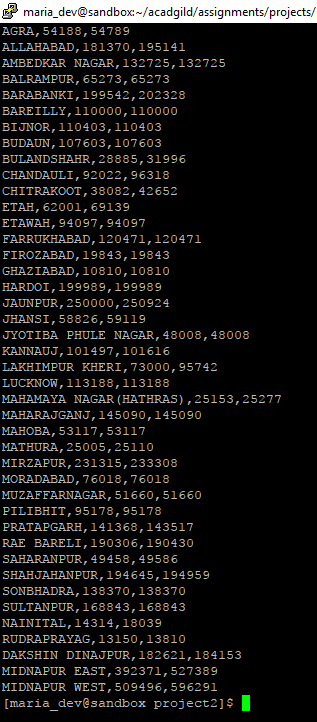 maria_dev@sandbox:~/acadgild/assignments/projects/
AGRA,54188,54789
ALLAHABAD,181370,195141
AMBEDKAR NAGAR,132725,132725
BALRAMPUR,65273,65273
BARABANKI,199542,202328
BAREILLY,110000,110000
BIJNOR,110403,110403
BUDAUN,107603,107603
BULANDSHAHR,28885,31996
CHANDAULI,92022,96318
CHITRAKOOT,38082,42652
ETAH,62001,69139
ETAWAH,94097,94097
FARRUKHABAD,120471,120471
FIROZABAD,19843,19843
GHAZIABAD,10810,10810
HARDOI,199989,199989
JAUNPUR,250000,250924
JHANSI,58826,59119
JYOTIBA PHULE NAGAR,48008,48008
KANNAUJ,101497,101616
LAKHIMPUR KHERI,73000,95742
LUCKNOW,113188,113188
MAHAMAYA NAGAR(HATHRAS),25153,25277
MAHARAJGANJ,145090,145090
MAHOBA,53117,53117
MATHURA,25005,25110
MIRZAPUR,231315,233308
MORADABAD,76018,76018
MUZAFFARNAGAR,51660,51660
PILIBHIT,95178,95178
PRATAPGARH,141368,143517
RAE BARELI,190306,190430
SAHARANPUR,49458,49586
SHAHJAHANPUR,194645,194959
SONBHADRA,138370,138370
SULTANPUR,168843,168843
NAINITAL,14314,18039
RUDRAPRAYAG,13150,13810
DAKSHIN DINAJPUR,182621,184153
MIDNAPUR EAST,392371,527389
MIDNAPUR WEST,509496,596291
[maria_dev@sandbox project2]$